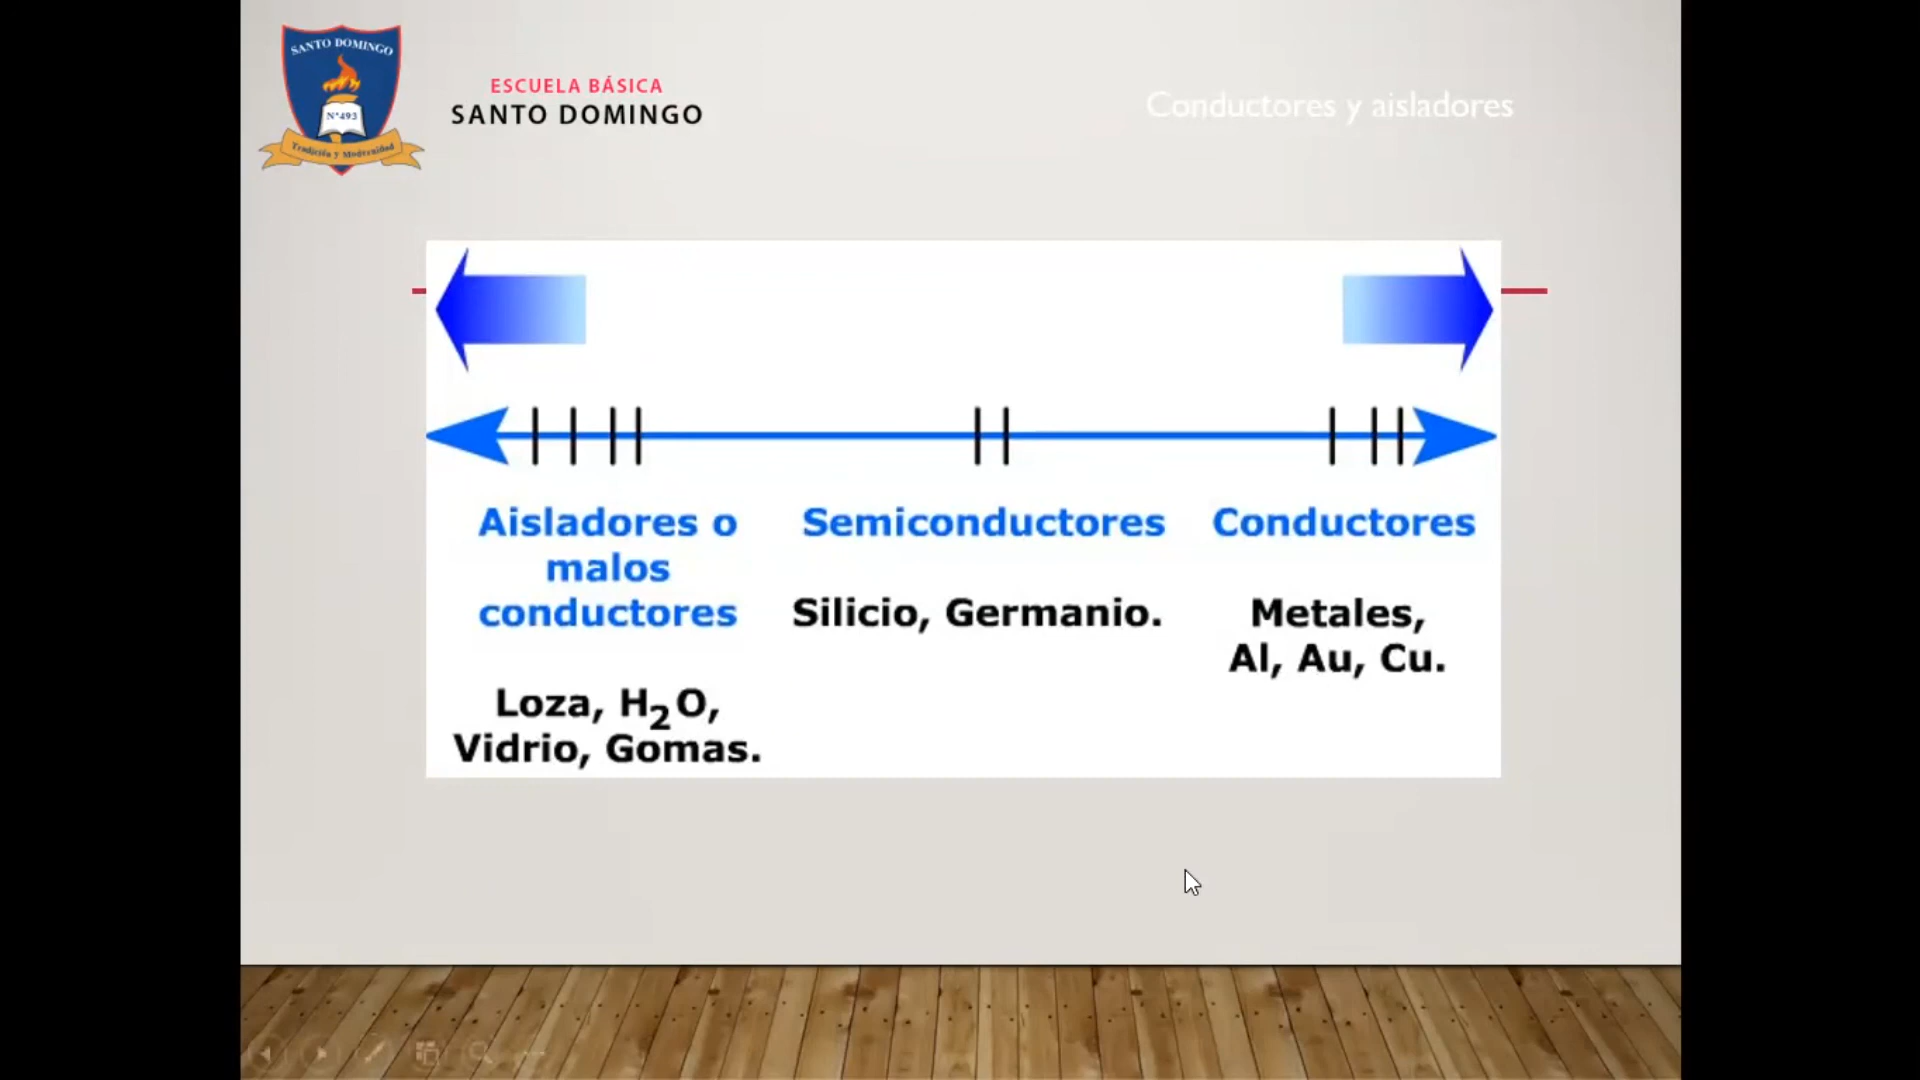 SANTO DOMINGO
N°493
Tradición y Modernidad
ESCUELA BÁSICA
SANTO DOMINGO
Conductores y aisladores
Aisladores o
malos
conductores
Loza, H₂O,
Vidrio, Gomas.
Semiconductores
Silicio, Germanio.
Conductores
Metales,
Al, Au, Cu.